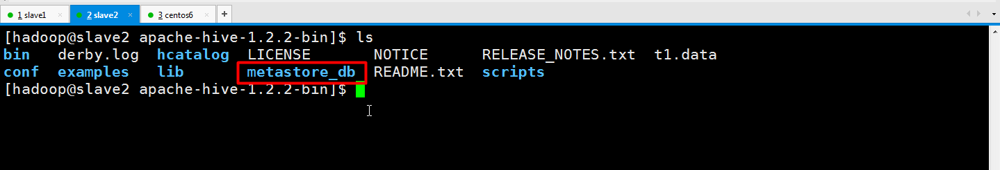 1 slave1 × 2 slave2 × 3 centos6 × +
[hadoop@slave2 apache-hive-1.2.2-bin]$ ls
bin derby.log hcatalog LICENSE NOTICE RELEASE_NOTES.txt t1.data
conf examples lib metastore_db README.txt scripts
[hadoop@slave2 apache-hive-1.2.2-bin]$